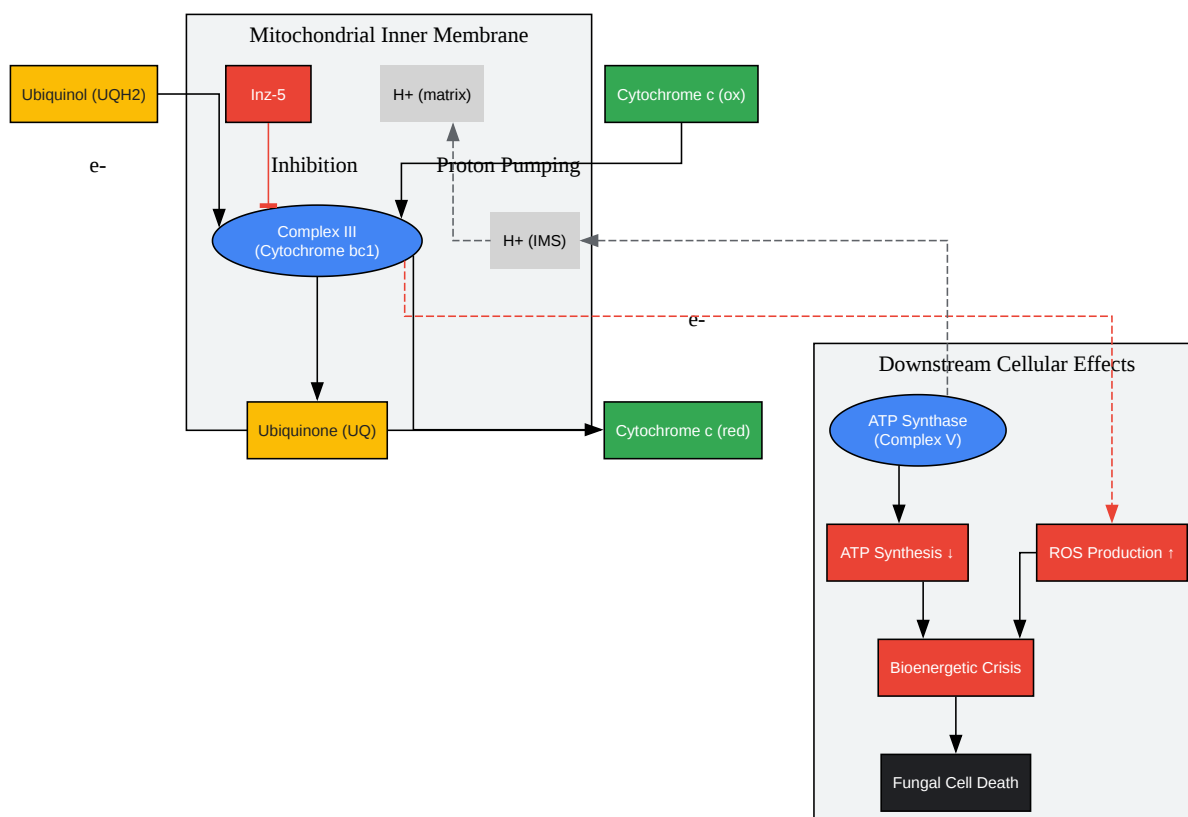 Mitochondrial Inner Membrane
Ubiquinol (UQH2)
Inz-5
H+ (matrix)
Cytochrome c (ox)
e-
Inhibition
Proton Pumping
Complex III
(Cytochrome bc1)
H+ (IMS)
e-
Downstream Cellular Effects
Ubiquinone (UQ)
Cytochrome c (red)
ATP Synthase
(Complex V)
ATP Synthesis ↓
ROS Production ↑
Bioenergetic Crisis
Fungal Cell Death